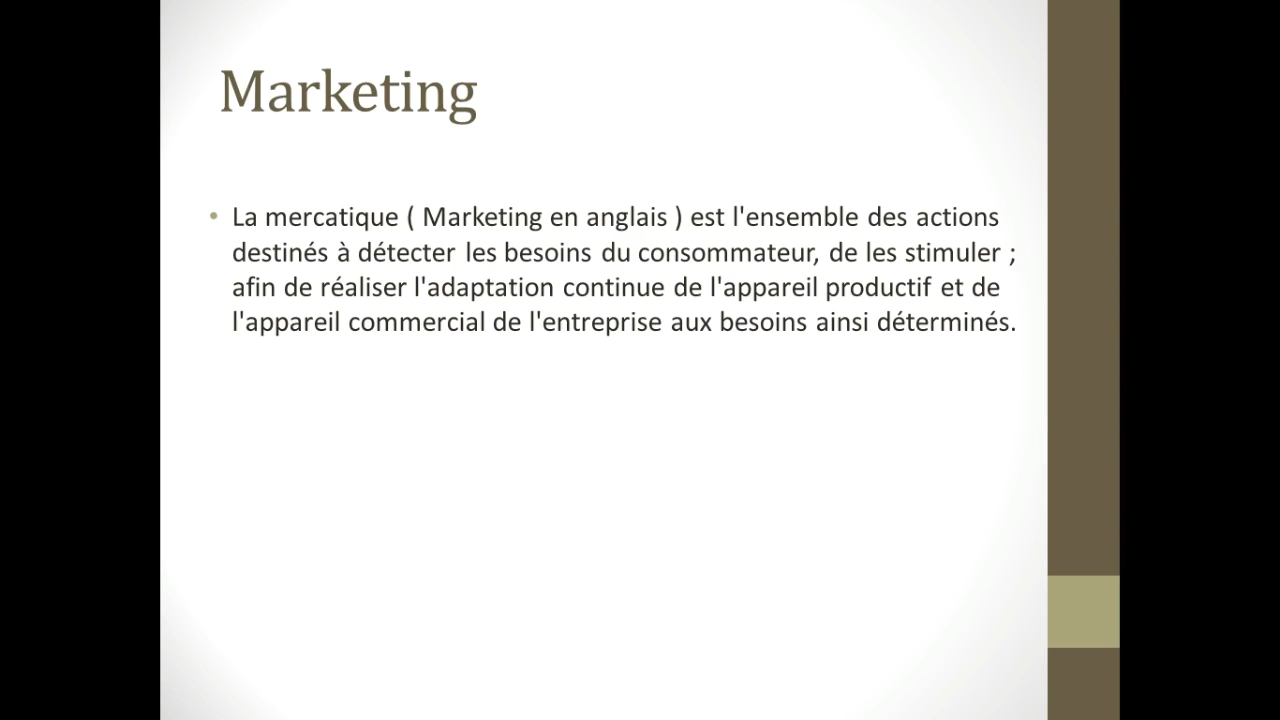 Marketing
• La mercatique ( Marketing en anglais ) est l'ensemble des actions
destinés à détecter les besoins du consommateur, de les stimuler ;
afin de réaliser l'adaptation continue de l'appareil productif et de
l'appareil commercial de l'entreprise aux besoins ainsi déterminés.